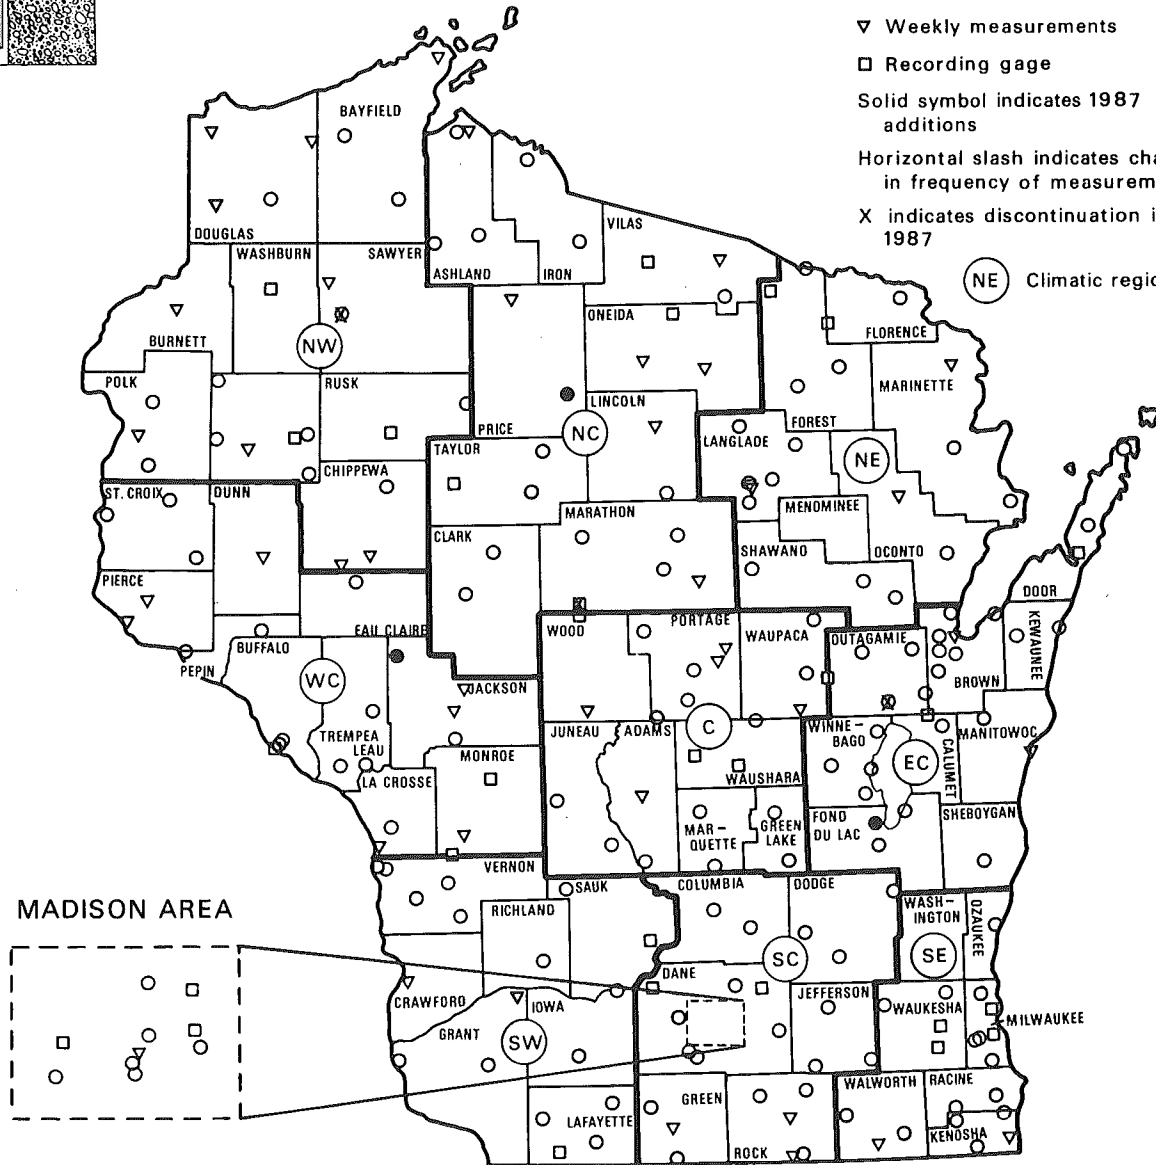 ▽ Weekly measurements
□ Recording gage
Solid symbol indicates 1987
additions
Horizontal slash indicates
in frequency of
X indicates discontinuation
1987
NE Climatic
BAYFIELD
DOUGLAS
WASHBURN
SAWYER
ASHLAND
IRON
VILAS
ONEIDA
FLORENCE
BURNETT
NW
POLK
RUSK
PRICE
LINCOLN
NC
FOREST
MARINETTE
LANGLADE
NE
TAYLOR
CHIPPEWA
ST. CROIX
DUNN
MARATHON
MENOMINEE
CLARK
SHAWANO
OCONTO
PIERCE
DOOR
EAU CLAIRE
WOOD
PORTAGE
WAUPACA
OUTAGAMIE
KEWAUNEE
PEPIN
BUFFALO
WC
JACKSON
BROWN
TREMPEA
LEAU
JUNEAU
ADAMS
C
WINNE-
BAGO
EC
CALUMET
MANITOWOC
MONROE
WAUSHARA
LA CROSSE
MAR-
QUETTE
GREEN
LAKE
FOND
DU LAC
SHEBOYGAN
VERNON
SAUK
COLUMBIA
DODGE
WASH-
INGTON
OZAUKEE
RICHLAND
MADISON AREA
SC
SE
DANE
CRAWFORD
IOWA
JEFFERSON
WAUKESHA
MILWAUKEE
GRANT
SW
LAFAYETTE
GREEN
ROCK
WALWORTH
RACINE
KENOSHA